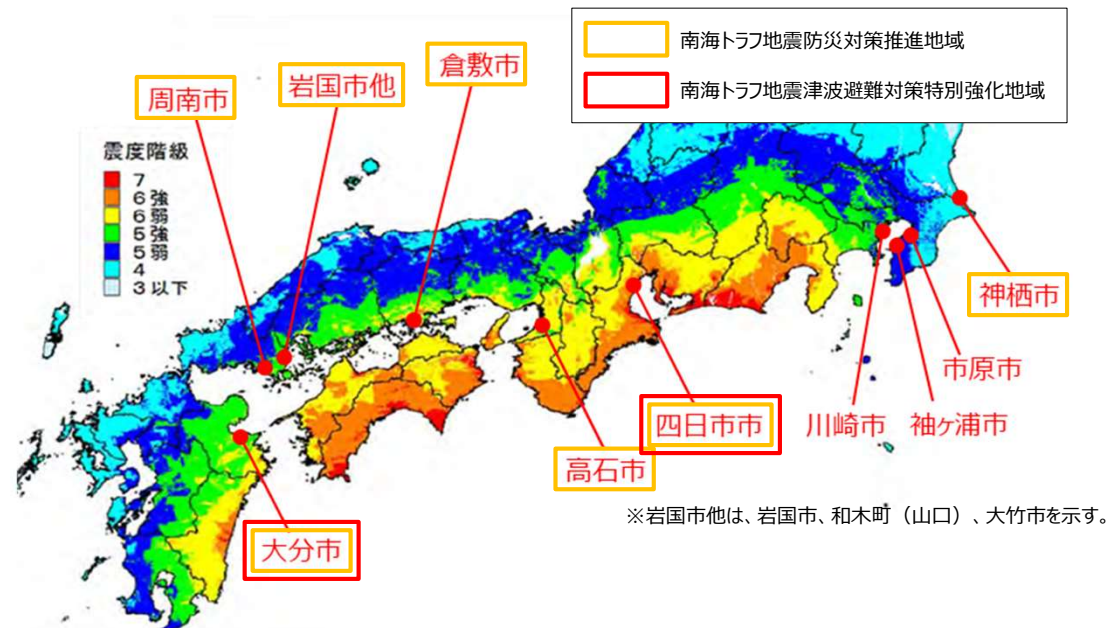 南海トラフ地震防災対策推進地域
南海トラフ地震津波避難対策特別強化地域
倉敷市
岩国市他
周南市
震度階級
7
6強
6弱
5強
5弱
4
3以下
神栖市
市原市
四日市市
川崎市
袖ヶ浦市
高石市
※岩国市他は、岩国市、和木町（山口）、大竹市を示す。
大分市